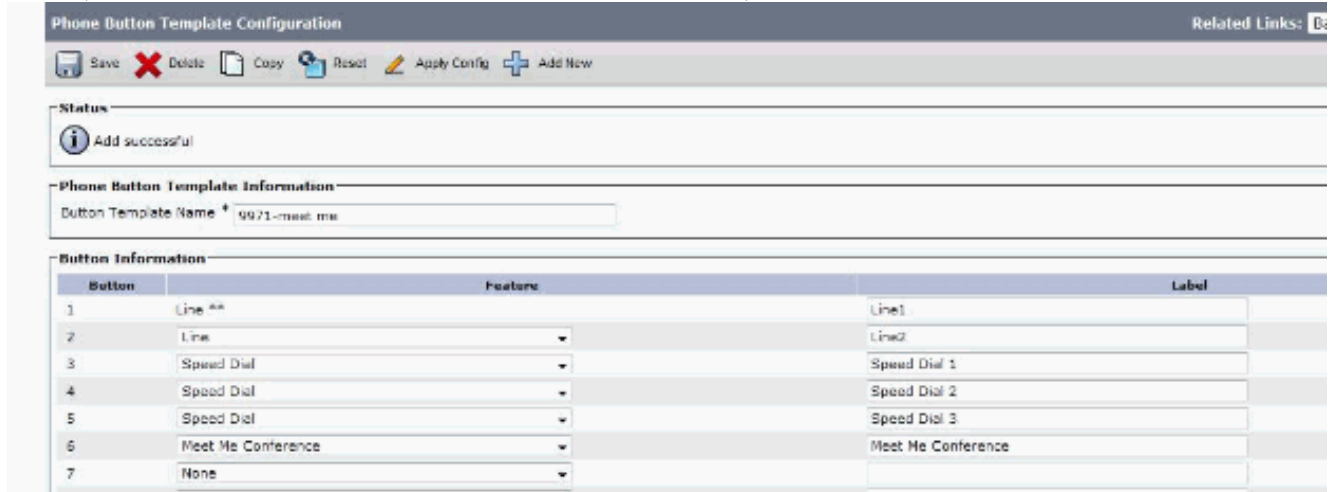 Phone Button Template Configuration Related Links: Ba
Save Delete Copy Reset Apply Config Add New
Status
Add successful
Phone Button Template Information
Button Template Name * 9971-meet me
Button Information
Button Feature Label
1 Line ** Line1
2 Line Line2
3 Speed Dial Speed Dial 1
4 Speed Dial Speed Dial 2
5 Speed Dial Speed Dial 3
6 Meet Me Conference Meet Me Conference
7 None